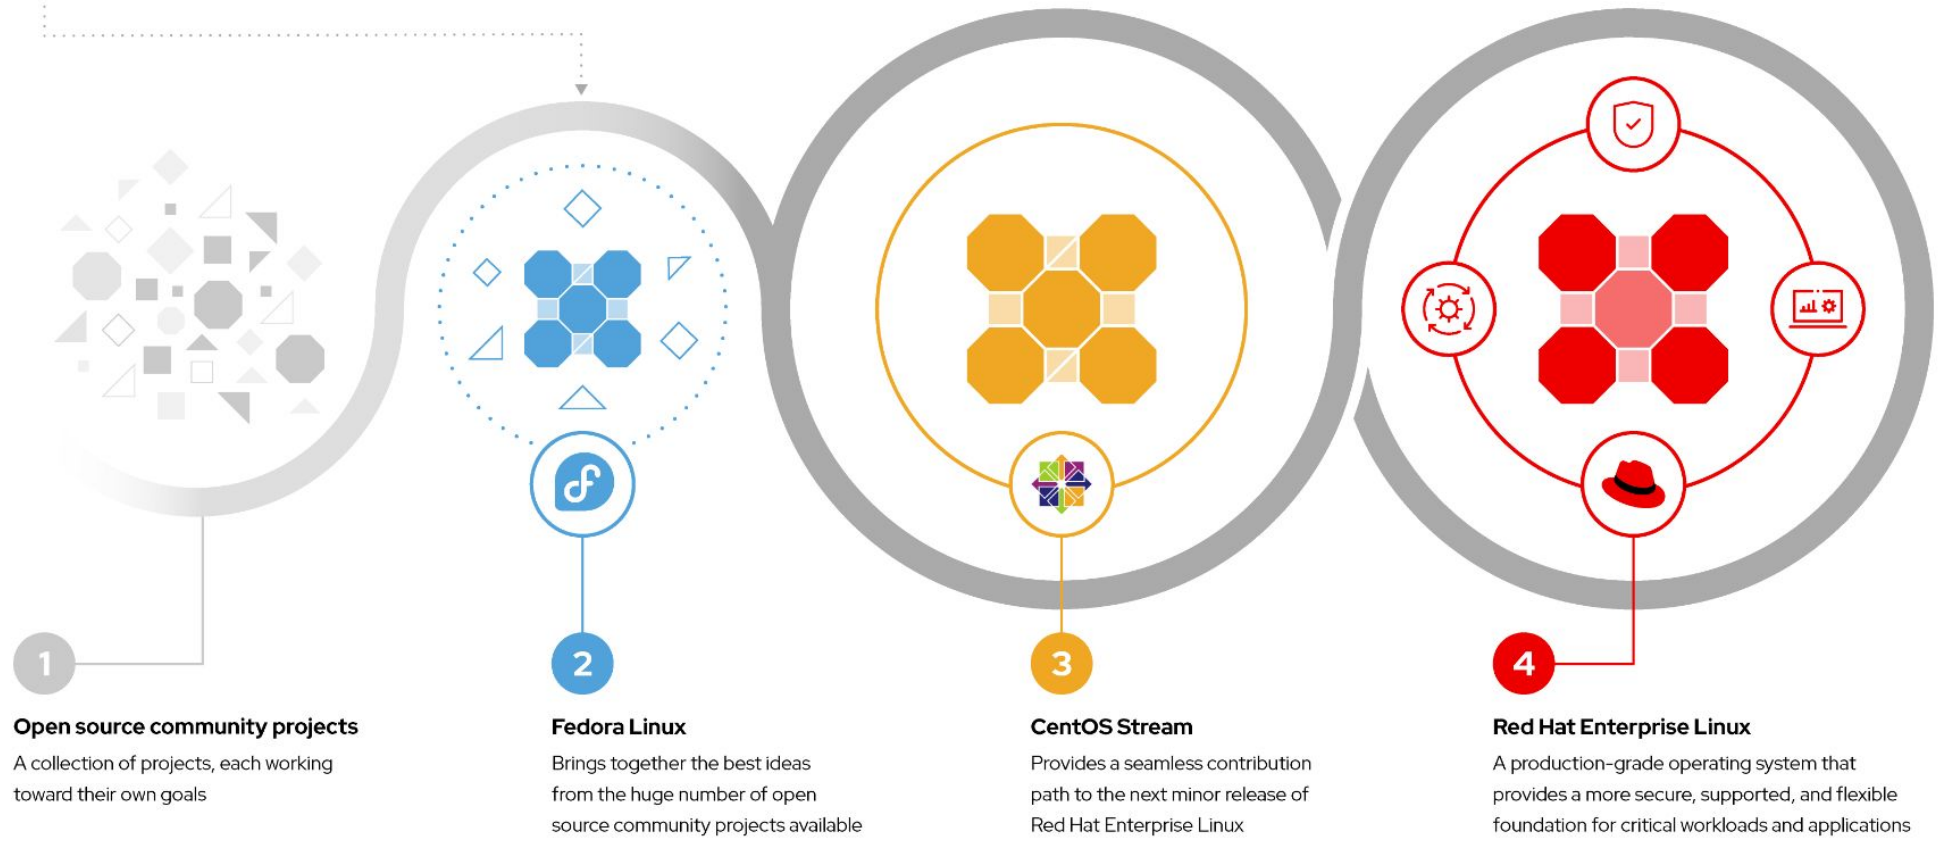 1
Open source community projects
A collection of projects, each working
toward their own goals
2
Fedora Linux
Brings together the best ideas
from the huge number of open
source community projects available
3
CentOS Stream
Provides a seamless contribution
path to the next minor release of
Red Hat Enterprise Linux
4
Red Hat Enterprise Linux
A production-grade operating system that
provides a more secure, supported, and flexible
foundation for critical workloads and applications